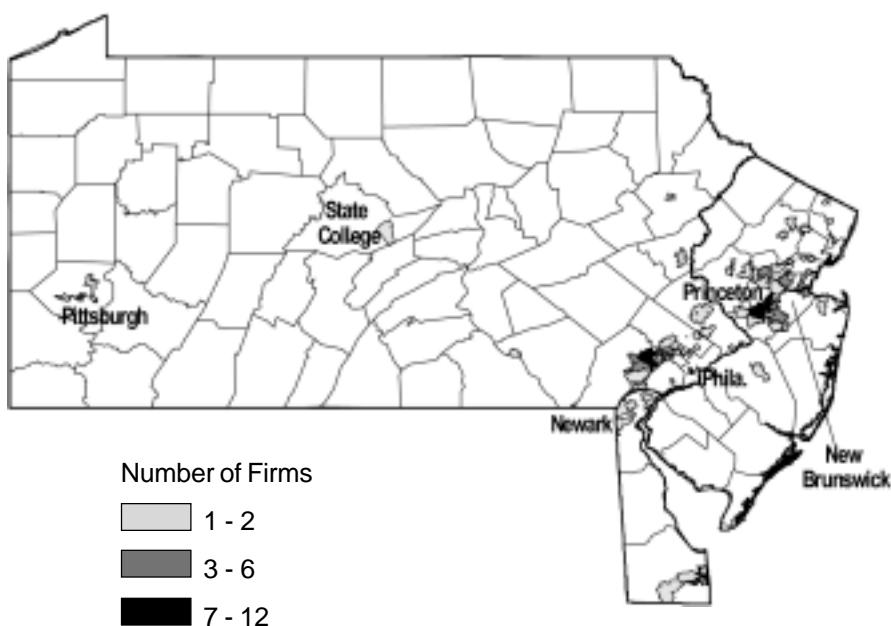 State
College
Pittsburgh
Princeton
Phila.
Newark
New
Brunswick
Number of Firms
1 - 2
3 - 6
7 - 12